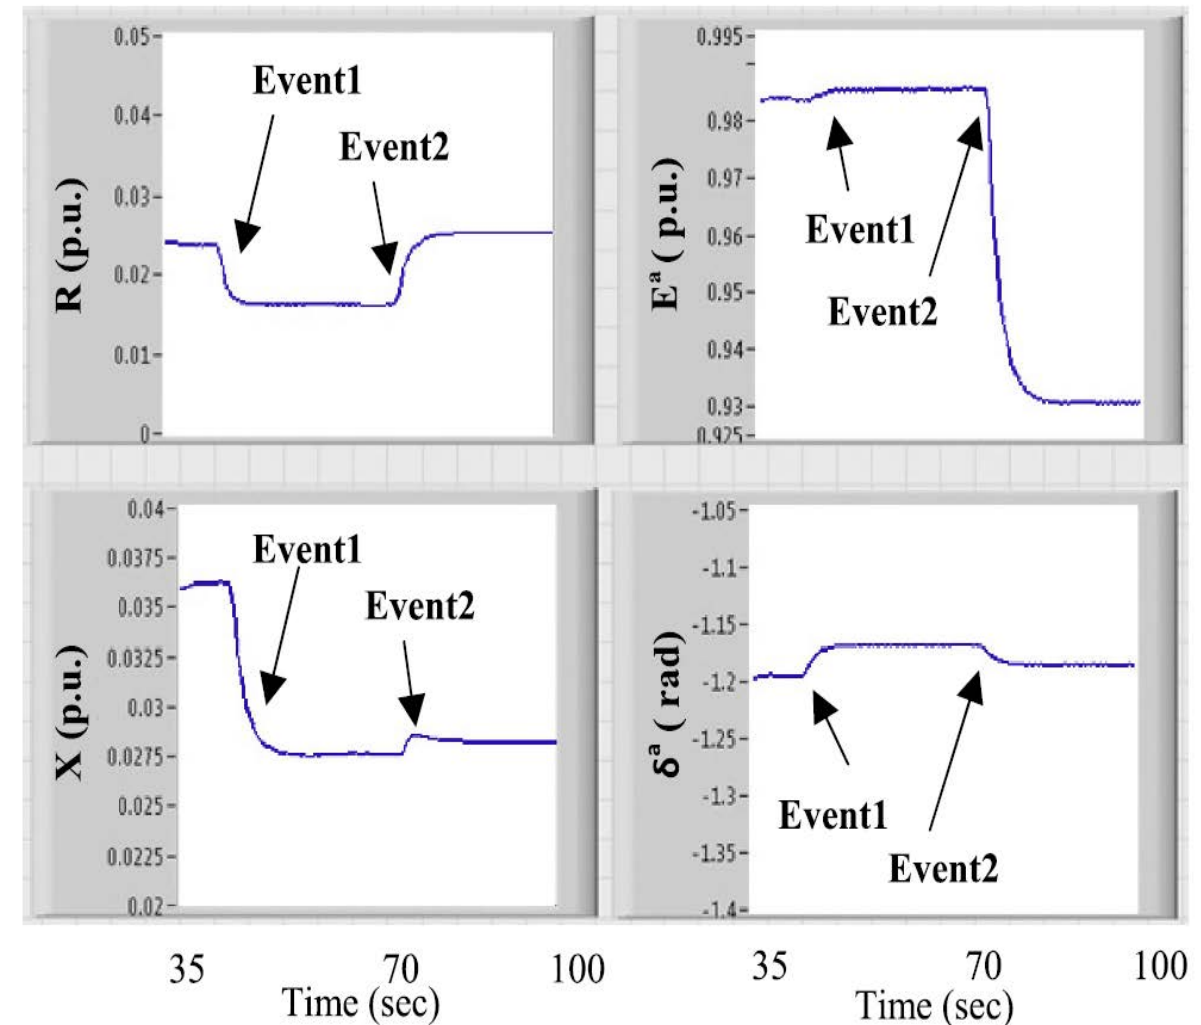 R (p.u.)
0.05
0.04
0.03
0.02
0.01
0
Event1
Event2
Eᵃ ( p.u.)
0.995
0.98
0.97
0.96
0.95
0.94
0.93
0.925
Event1
Event2
X (p.u.)
0.04
0.0375
0.035
0.0325
0.03
0.0275
0.025
0.0225
0.02
Event1
Event2
35 70 100
Time (sec)
δᵃ ( rad)
-1.05
-1.1
-1.15
-1.2
-1.25
-1.3
-1.35
-1.4
Event1
Event2
35 70 100
Time (sec)